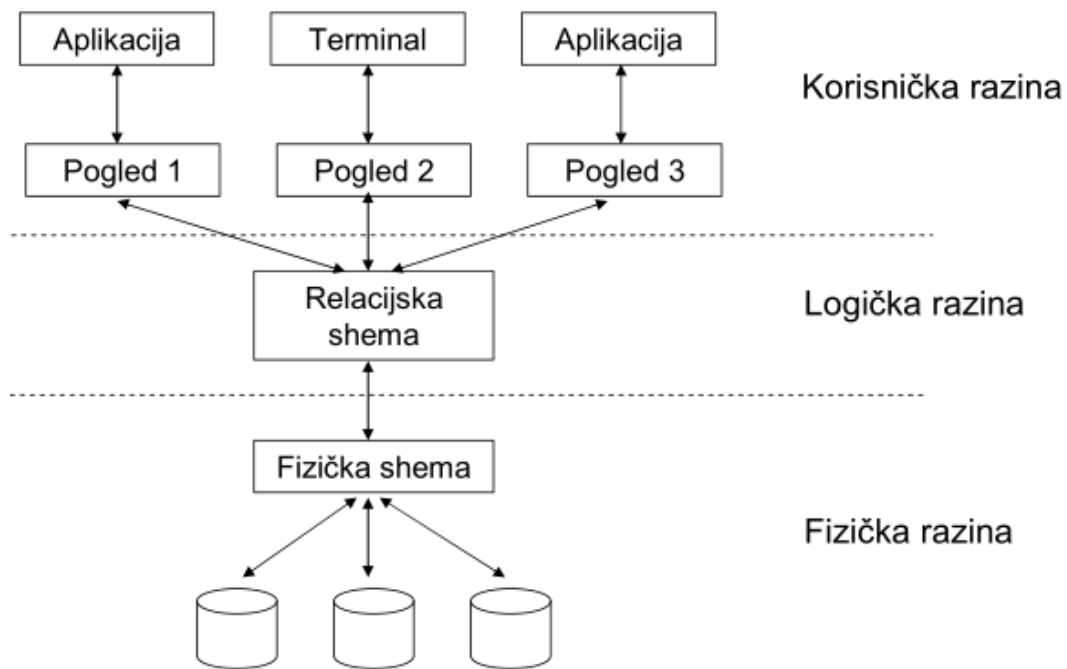 Aplikacija
Terminal
Aplikacija
Korisnička razina
Pogled 1
Pogled 2
Pogled 3
Relacijska
shema
Logička razina
Fizička shema
Fizička razina